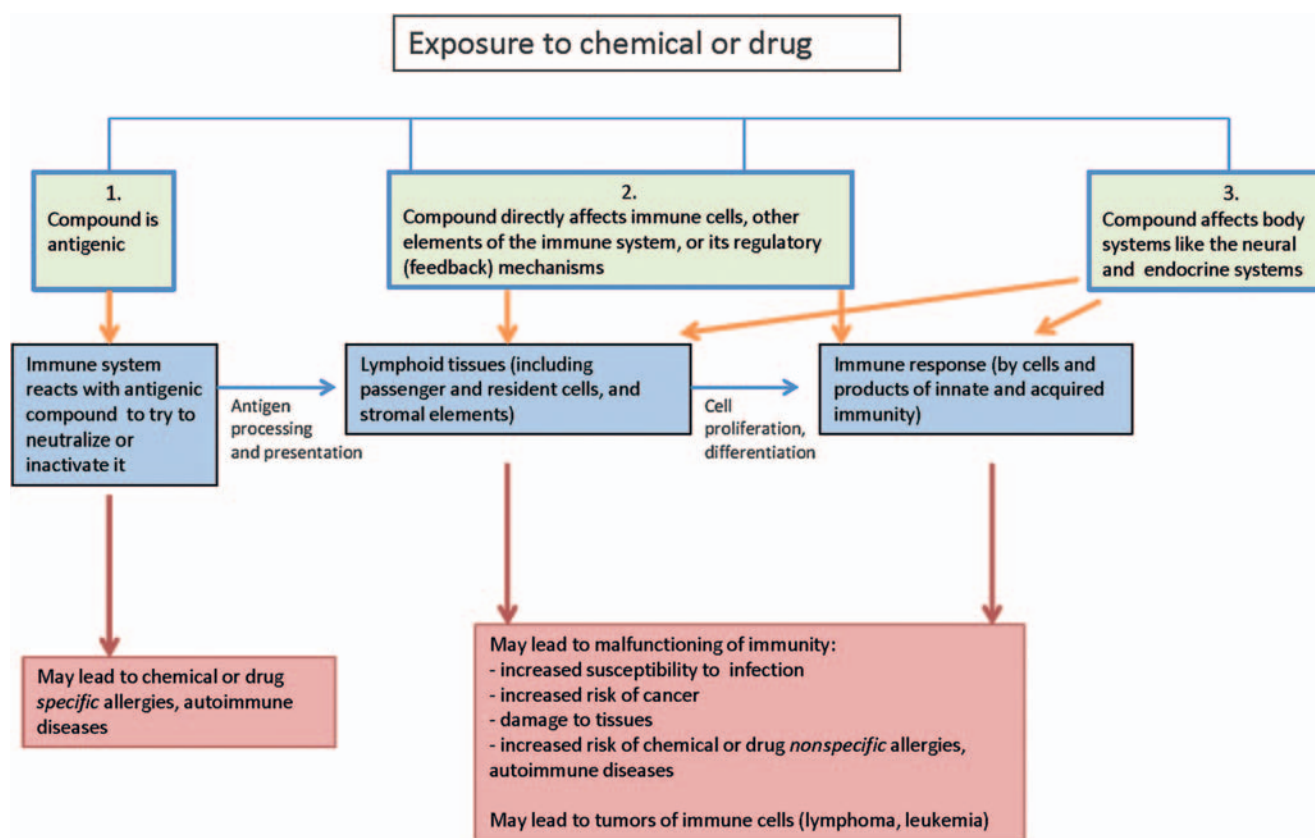 Exposure to chemical or drug
1.
Compound is
antigenic
2.
Compound directly affects immune cells, other
elements of the immune system, or its regulatory
(feedback) mechanisms
3.
Compound affects body
systems like the neural
and endocrine systems
Immune system
reacts with antigenic
compound to try to
neutralize or
inactivate it
Antigen
processing
and presentation
Lymphoid tissues (including
passenger and resident cells, and
stromal elements)
Cell
proliferation,
differentiation
Immune response (by cells and
products of innate and acquired
immunity)
May lead to chemical or drug
specific allergies, autoimmune
diseases
May lead to malfunctioning of immunity:
- increased susceptibility to infection
- increased risk of cancer
- damage to tissues
- increased risk of chemical or drug nonspecific allergies,
autoimmune diseases
May lead to tumors of immune cells (lymphoma, leukemia)